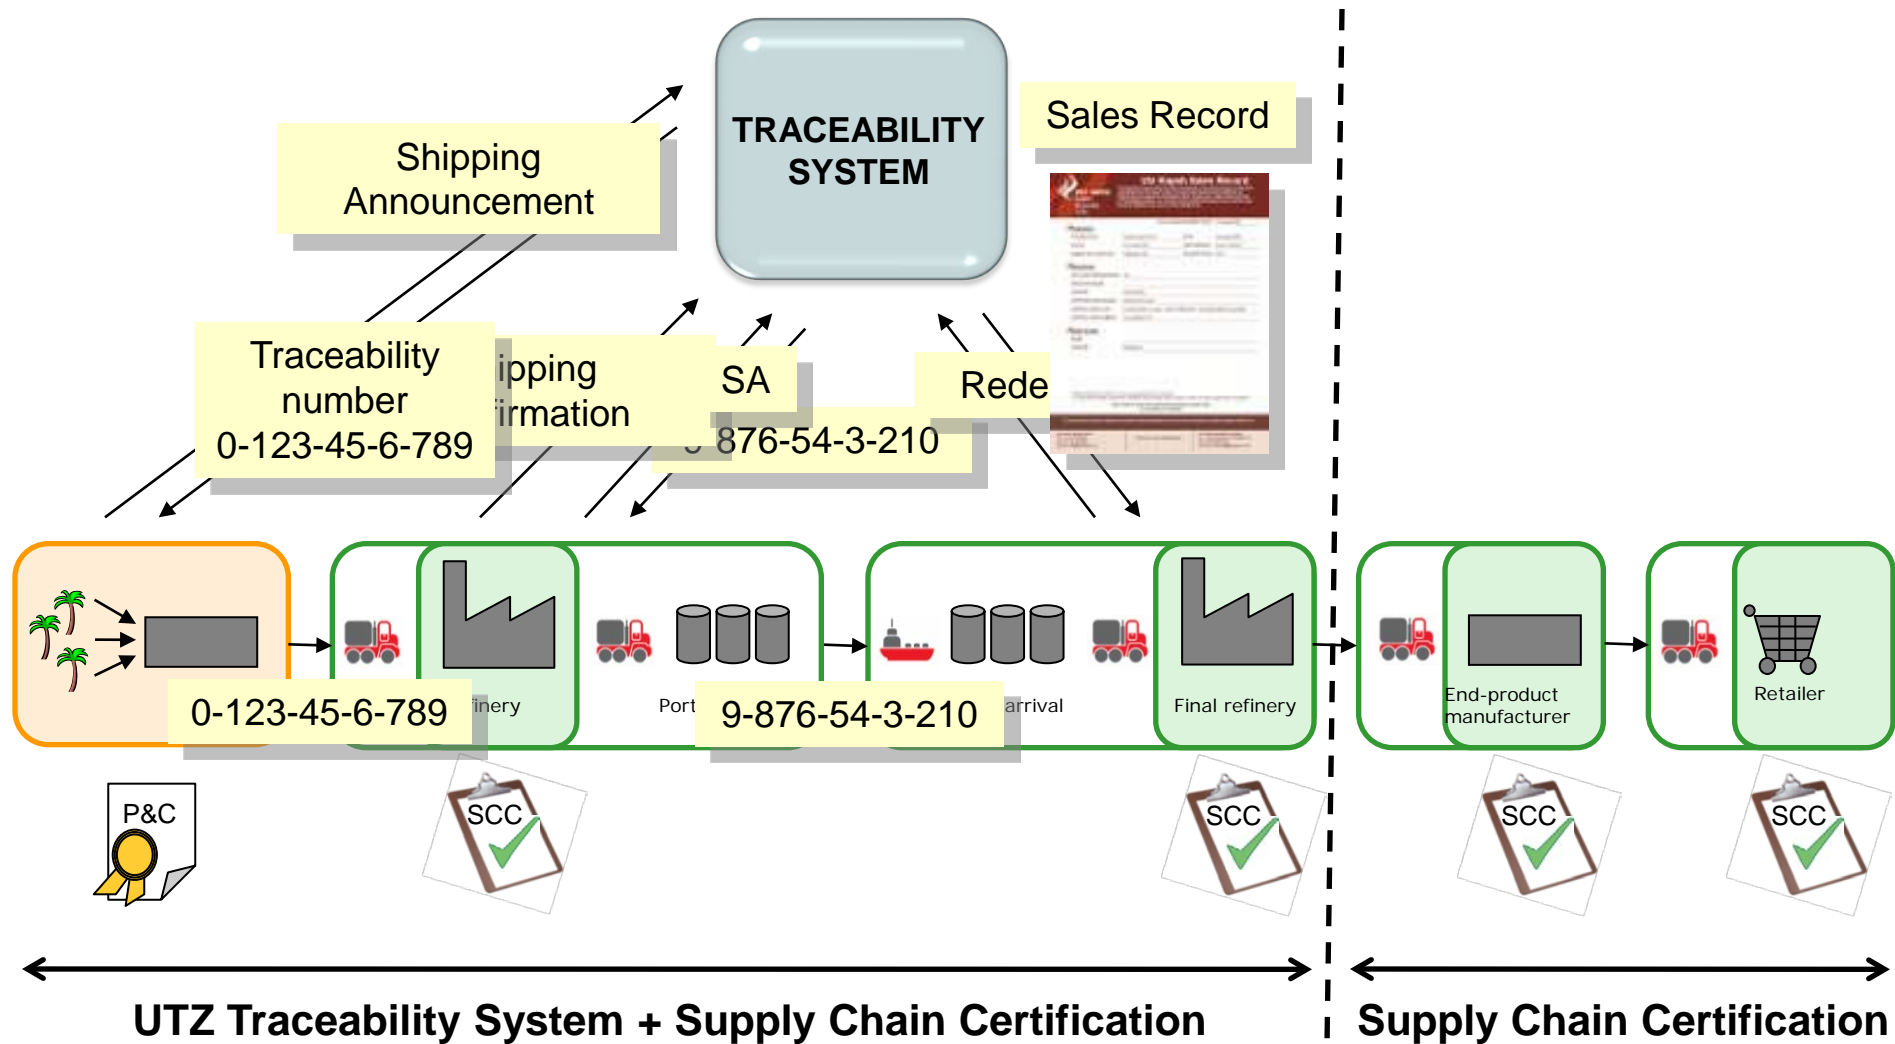 TRACEABILITY
SYSTEM
Sales Record
Shipping
Announcement
Traceability
number
0-123-45-6-789
ipping
firmation
SA
-876-54-3-210
Rede
0-123-45-6-789
finery
Port
9-876-54-3-210
arrival
Final refinery
End-product
manufacturer
Retailer
P&C
SCC
SCC
SCC
SCC
UTZ Traceability System + Supply Chain Certification
Supply Chain Certification